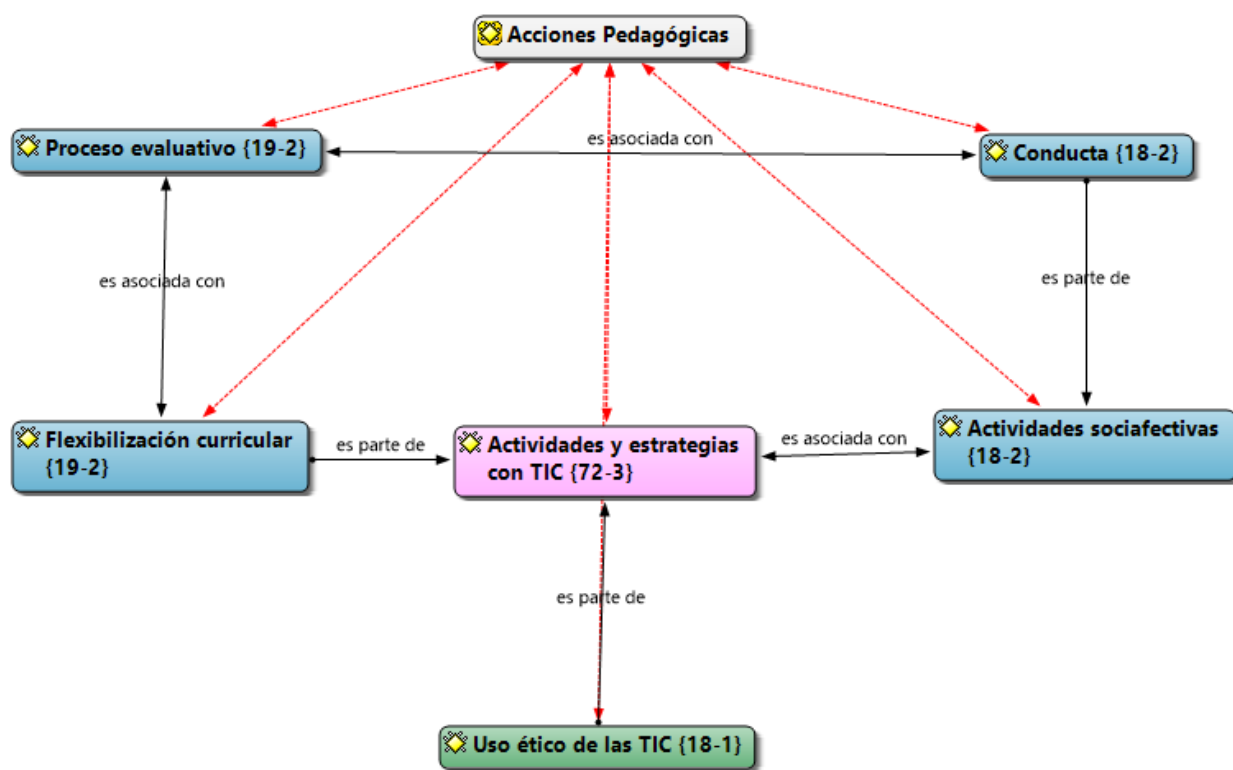 Acciones Pedagógicas
Proceso evaluativo {19-2}
es asociada con
Conducta {18-2}
es asociada con
es parte de
Flexibilización curricular
{19-2}
es parte de
Actividades y estrategias
con TIC {72-3}
es asociada con
Actividades sociafectivas
{18-2}
es parte de
Uso ético de las TIC {18-1}